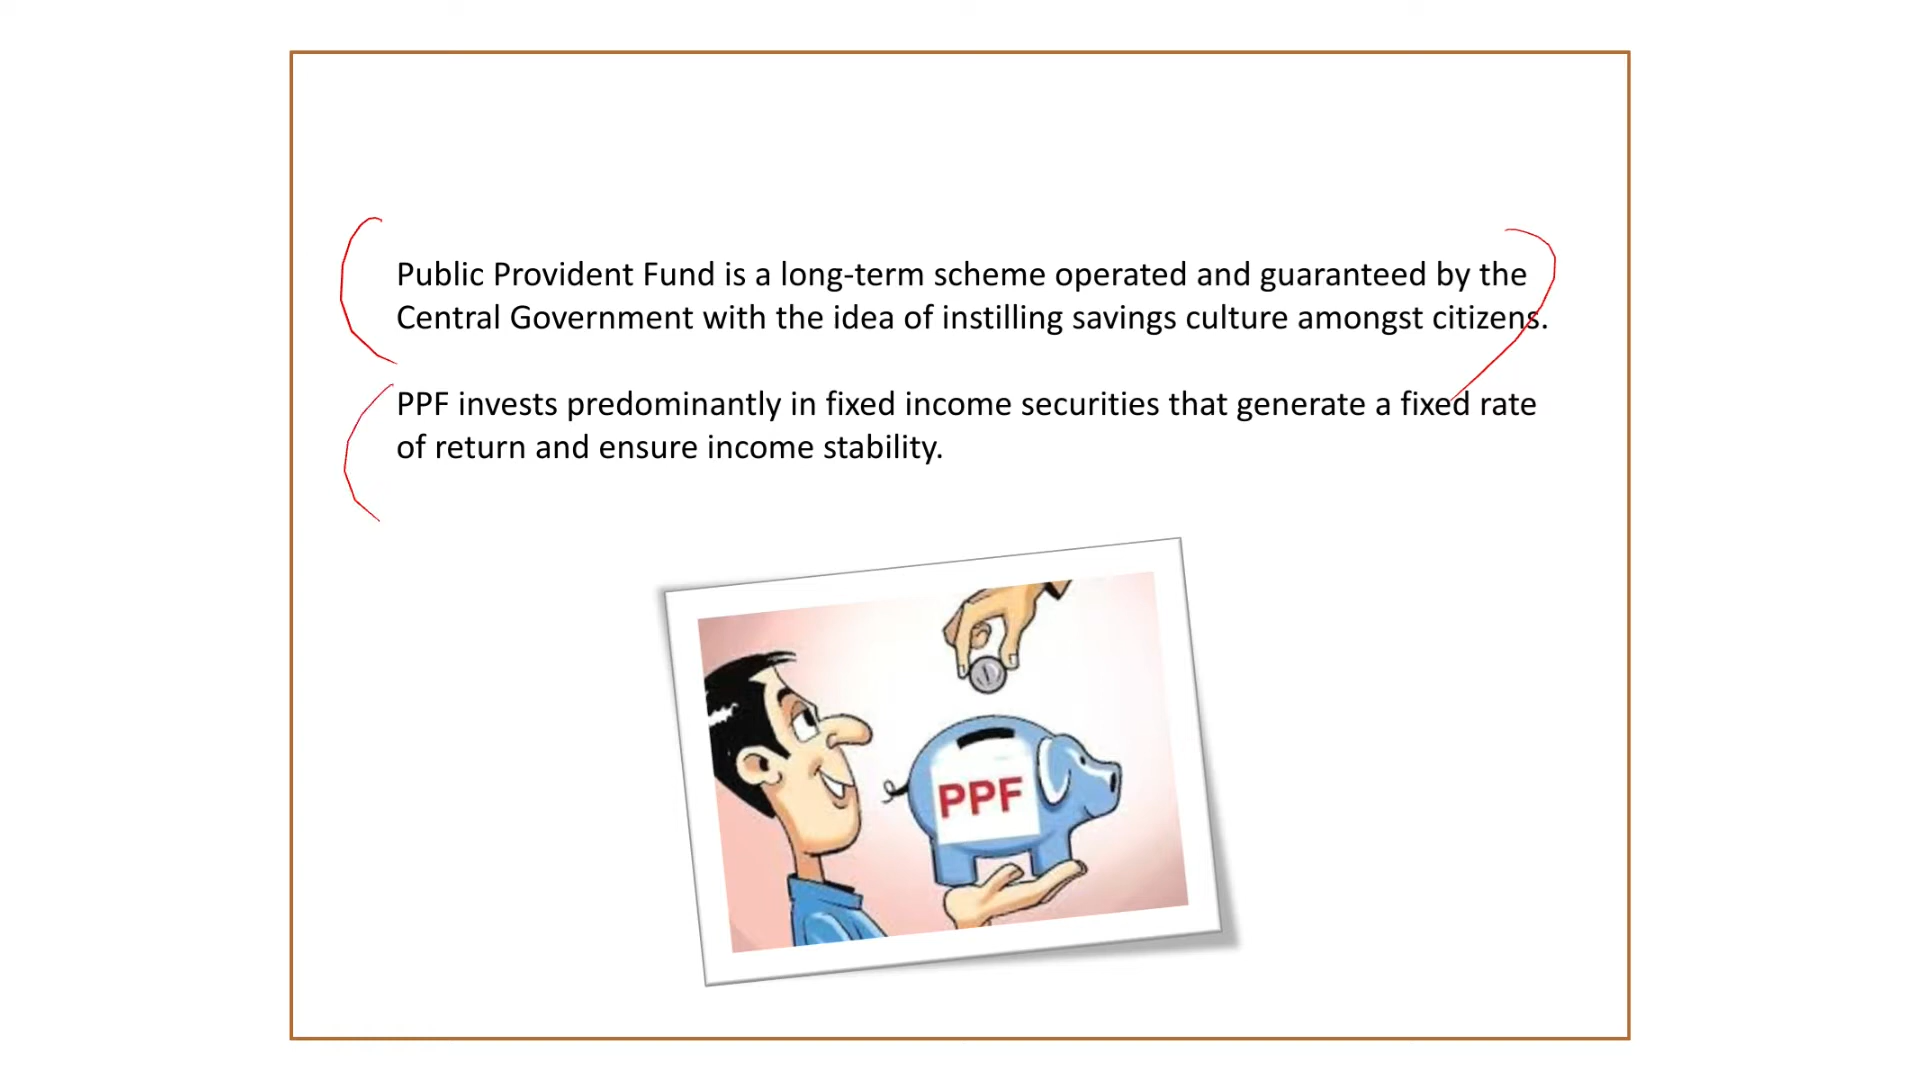 Public Provident Fund is a long-term scheme operated and guaranteed by the
Central Government with the idea of instilling savings culture amongst citizens.
PPF invests predominantly in fixed income securities that generate a fixed rate
of return and ensure income stability.
PPF